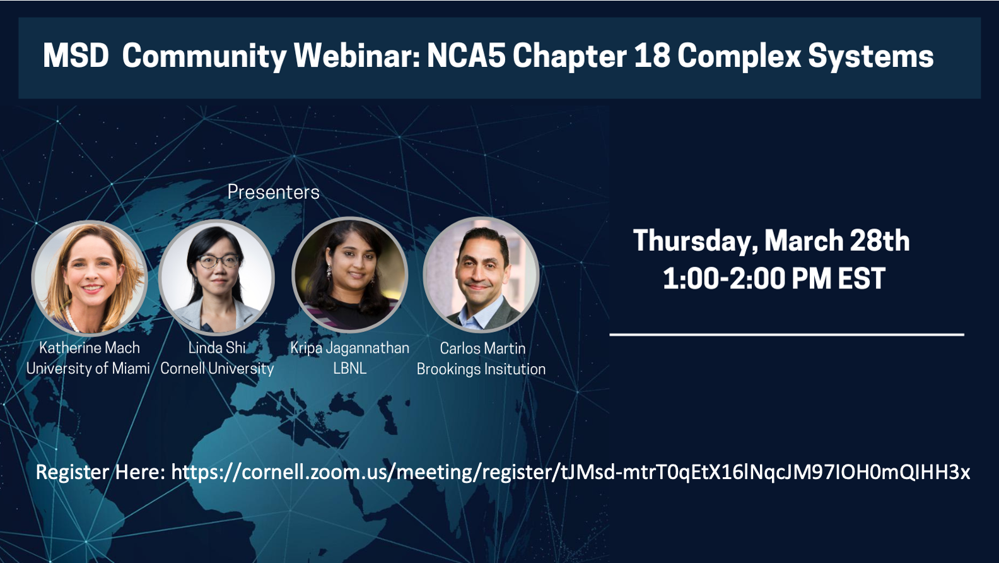 MSD Community Webinar: NCA5 Chapter 18 Complex Systems
Presenters
Katherine Mach
University of Miami
Linda Shi
Cornell University
Kripa Jagannathan
LBNL
Carlos Martin
Brookings Insitution
Thursday, March 28th
1:00-2:00 PM EST
Register Here: https://cornell.zoom.us/meeting/register/tJMsd-mtrT0qEtX16lNqcJM97IOH0mQIHH3x